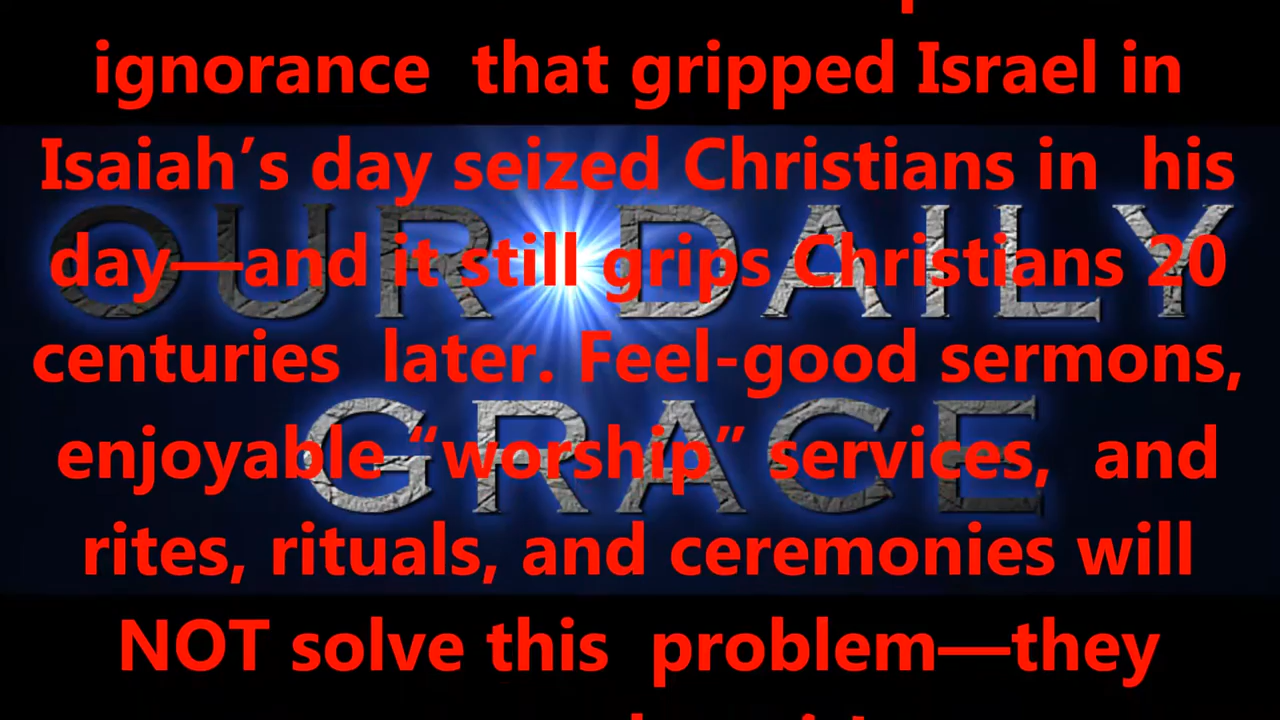 ignorance that gripped Israel in
Isaiah’s day seized Christians in his
day—and it still grips Christians 20
centuries later. Feel-good sermons,
enjoyable “worship” services, and
rites, rituals, and ceremonies will
NOT solve this problem—they
OUR DAILY
GRACE